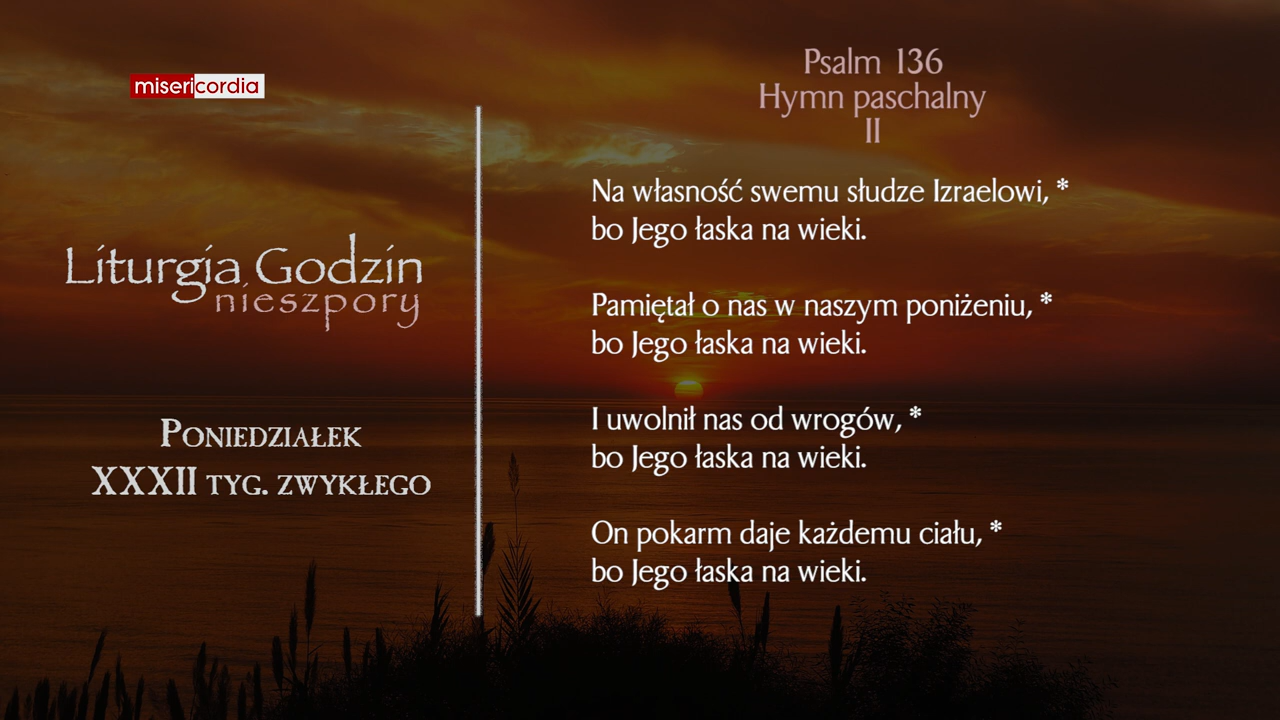 misericordia
Liturgia Godzin
nieszpory
Poniedziałek
XXXII tyg. zwykłego
Psalm 136
Hymn paschalny
II
Na własność swemu słudze Izraelowi, *
bo Jego łaska na wieki.
Pamiętał o nas w naszym poniżeniu, *
bo Jego łaska na wieki.
I uwolnił nas od wrogów, *
bo Jego łaska na wieki.
On pokarm daje każdemu ciału, *
bo Jego łaska na wieki.